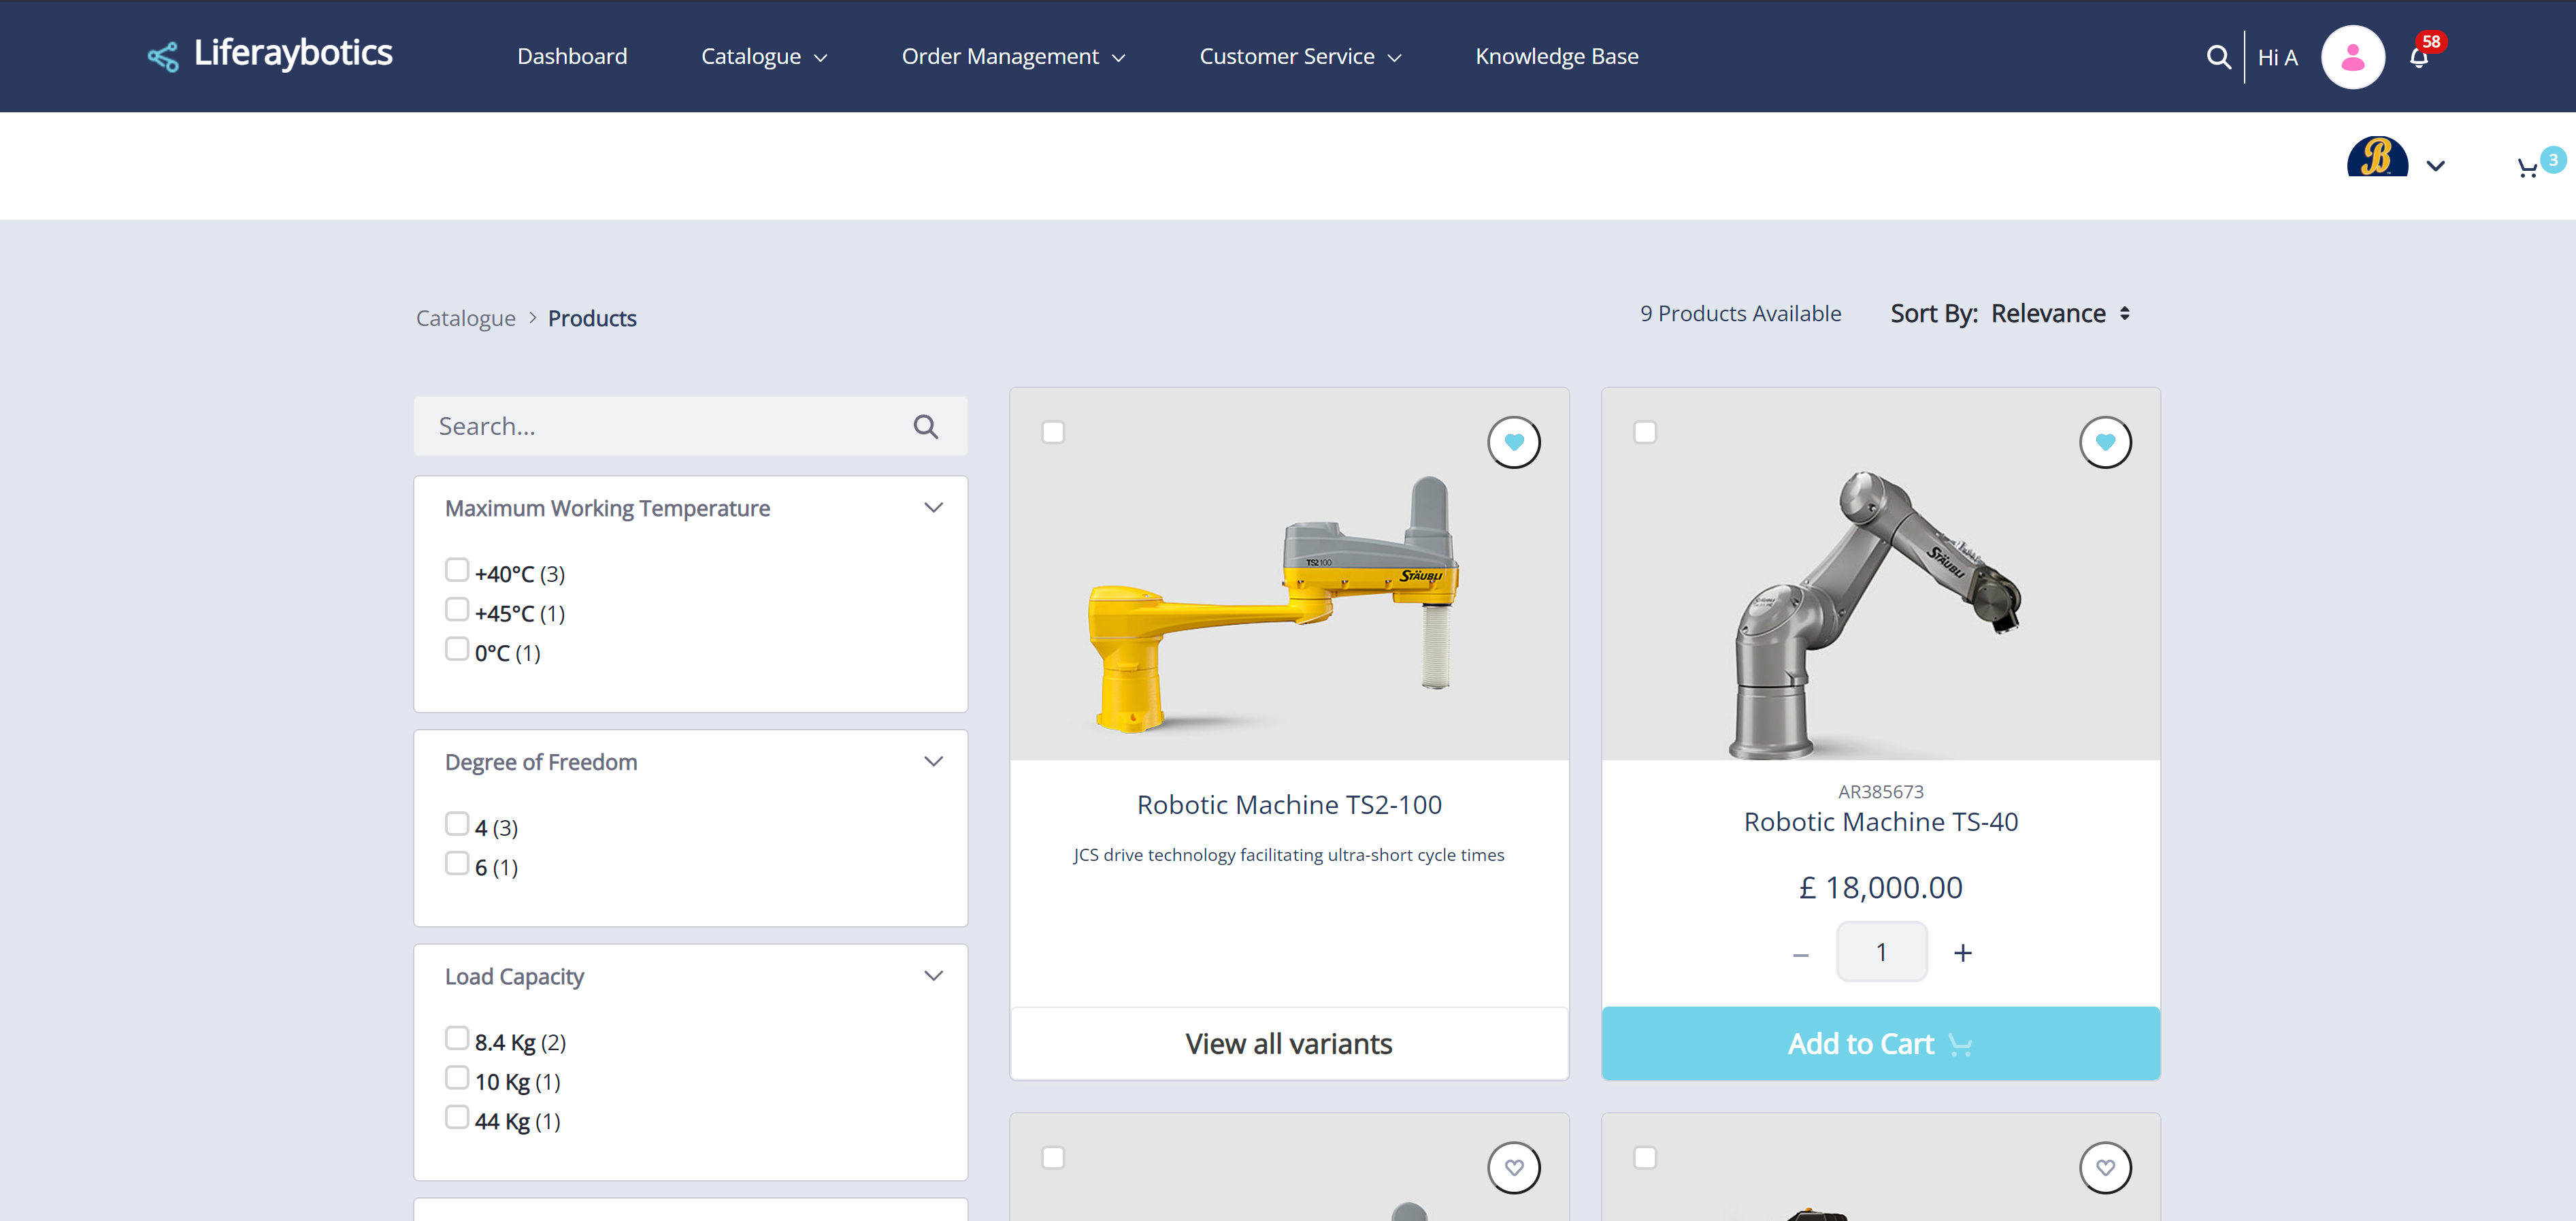 Liferaybotics
Dashboard
Catalogue
Order Management
Customer Service
Knowledge Base
Hi A
58
B
3
Catalogue > Products
9 Products Available
Sort By: Relevance
Search...
Maximum Working Temperature
+40°C (3)
+45°C (1)
0°C (1)
Degree of Freedom
4 (3)
6 (1)
Load Capacity
8.4 Kg (2)
10 Kg (1)
44 Kg (1)
TS2 100
STÄUBLI
Robotic Machine TS2-100
JCS drive technology facilitating ultra-short cycle times
View all variants
STÄUBLI
AR385673
Robotic Machine TS-40
£ 18,000.00
– 1 +
Add to Cart